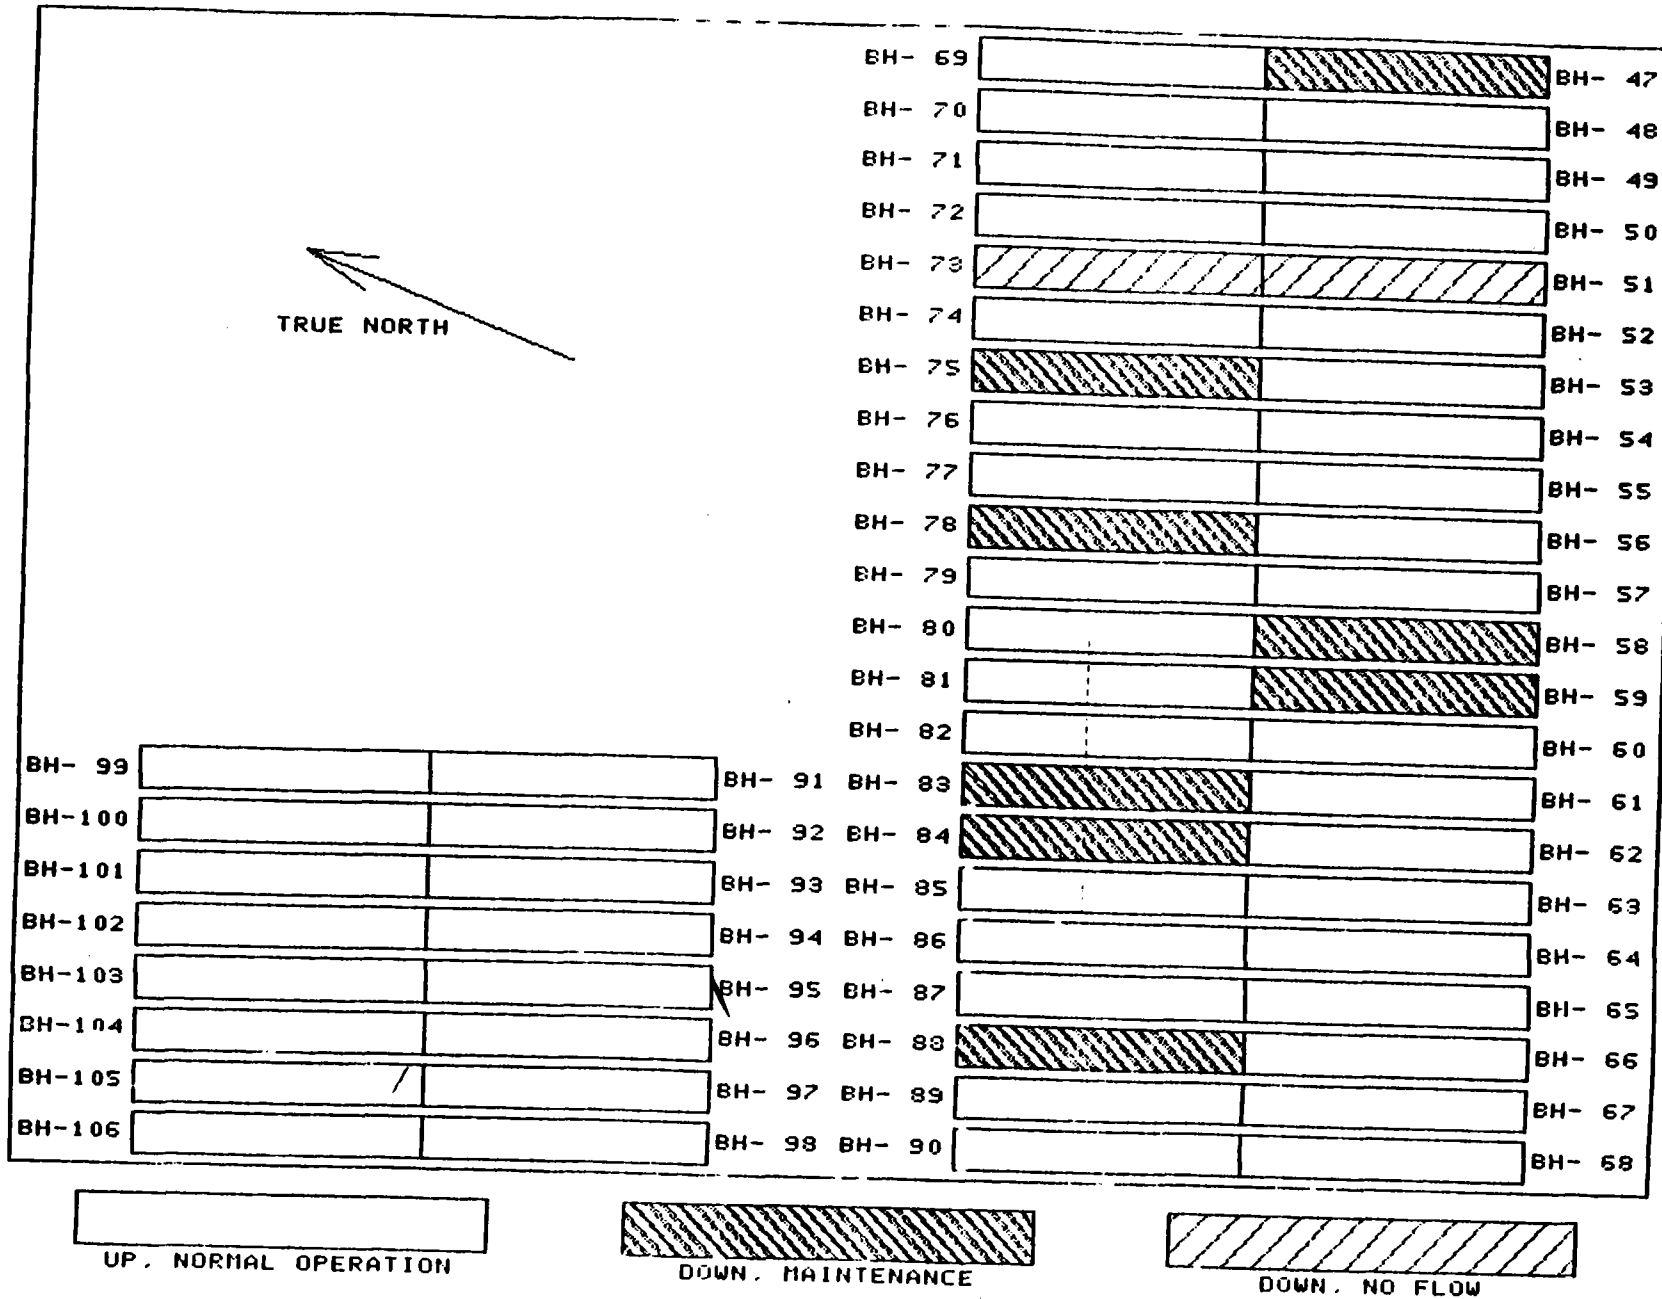 BH- 69 BH- 47
BH- 70 BH- 48
BH- 71 BH- 49
BH- 72 BH- 50
BH- 73 BH- 51
BH- 74 BH- 52
BH- 75 BH- 53
BH- 76 BH- 54
BH- 77 BH- 55
BH- 78 BH- 56
BH- 79 BH- 57
BH- 80 BH- 58
BH- 81 BH- 59
BH- 82 BH- 60
TRUE NORTH
BH- 99 BH- 91 BH- 83 BH- 61
BH-100 BH- 92 BH- 84 BH- 62
BH-101 BH- 93 BH- 85 BH- 63
BH-102 BH- 94 BH- 86 BH- 64
BH-103 BH- 95 BH- 87 BH- 65
BH-104 BH- 96 BH- 88 BH- 66
BH-105 BH- 97 BH- 89 BH- 67
BH-106 BH- 98 BH- 90 BH- 68
UP. NORMAL OPERATION
DOWN. MAINTENANCE
DOWN. NO FLOW